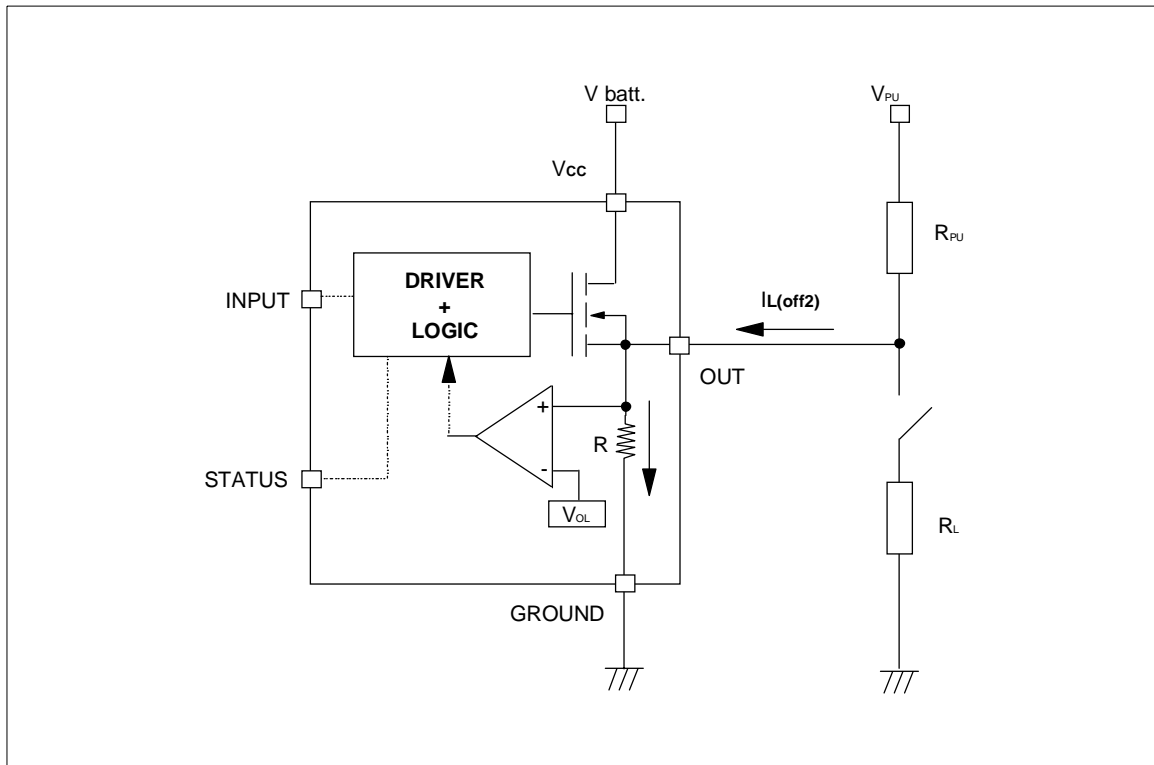 V batt.
VPU
Vcc
RPU
DRIVER
+
LOGIC
INPUT
IL(off2)
OUT
+
R
-
STATUS
VOL
RL
GROUND